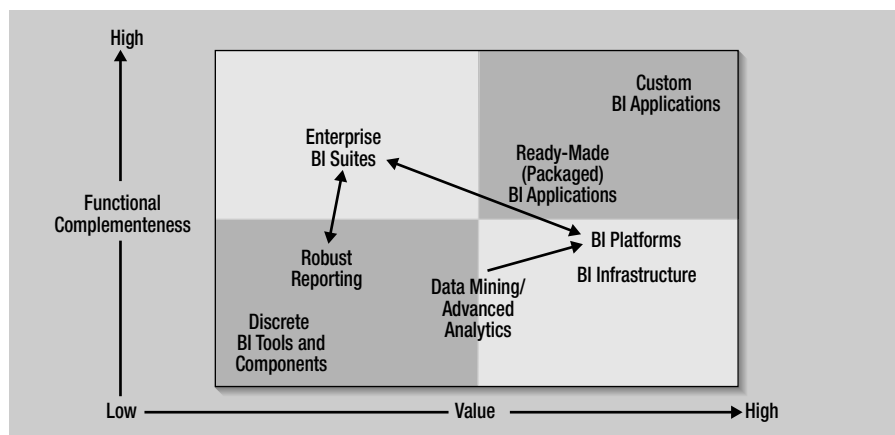 High
Custom
BI Applications
Enterprise
BI Suites
Ready-Made
(Packaged)
BI Applications
Functional
Complementeness
BI Platforms
Robust
Reporting
BI Infrastructure
Data Mining/
Advanced
Analytics
Discrete
BI Tools and
Components
Low
Value
High